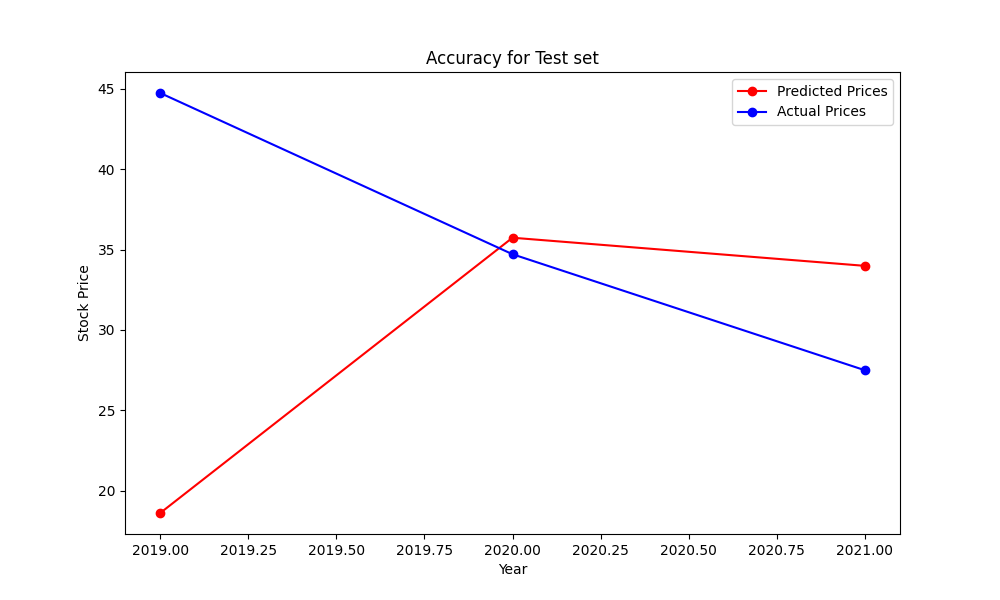 Accuracy for Test set
Predicted Prices
Actual Prices
45
40
35
30
25
20
Stock Price
2019.00 2019.25 2019.50 2019.75 2020.00 2020.25 2020.50 2020.75 2021.00
Year